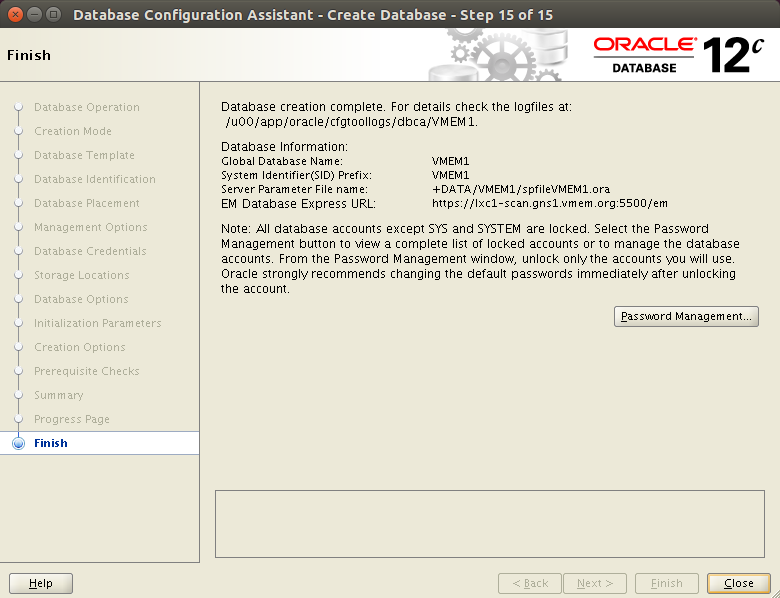 Database Configuration Assistant - Create Database - Step 15 of 15
Finish
ORACLE®
DATABASE
12c
Database Operation
Creation Mode
Database Template
Database Identification
Database Placement
Management Options
Database Credentials
Storage Locations
Database Options
Initialization Parameters
Creation Options
Prerequisite Checks
Summary
Progress Page
Finish
Database creation complete. For details check the logfiles at:
/u00/app/oracle/cfgtoollogs/dbca/VMEM1.
Database Information:
Global Database Name: VMEM1
System Identifier(SID) Prefix: VMEM1
Server Parameter File name: +DATA/VMEM1/spfileVMEM1.ora
EM Database Express URL: https://lxc1-scan.gns1.vmem.org:5500/em
Note: All database accounts except SYS and SYSTEM are locked. Select the Password
Management button to view a complete list of locked accounts or to manage the database
accounts. From the Password Management window, unlock only the accounts you will use.
Oracle strongly recommends changing the default passwords immediately after unlocking
the account.
Password Management...
Help
< Back
Next >
Finish
Close